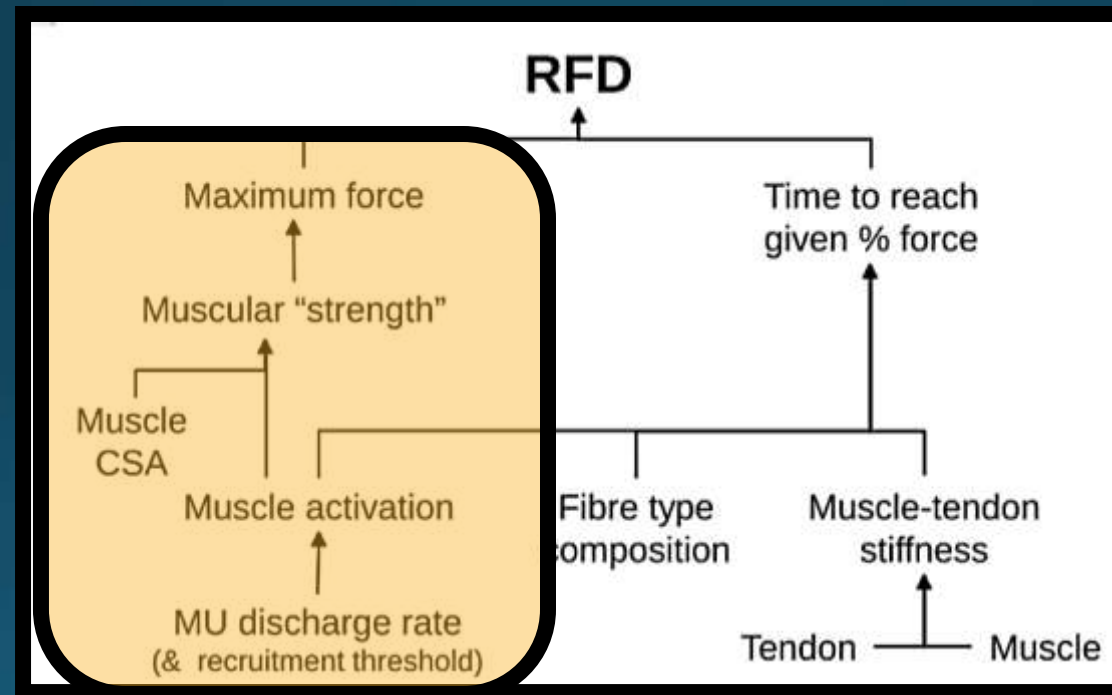 RFD
Maximum force
Time to reach
given % force
Muscular “strength”
Muscle
CSA
Muscle activation
Fibre type
composition
Muscle-tendon
stiffness
MU discharge rate
(& recruitment threshold)
Tendon
Muscle